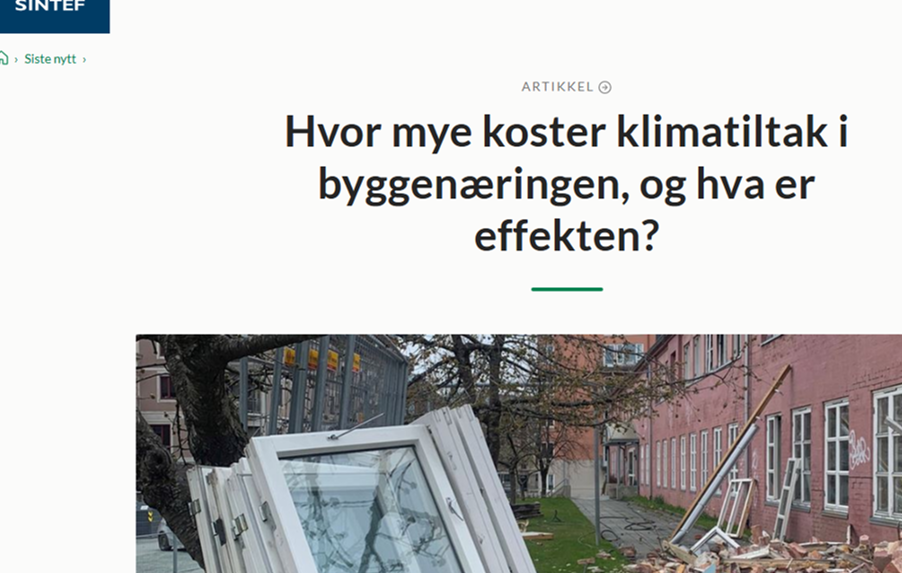 SINTEF
Siste nytt
ARTIKKEL
Hvor mye koster klimatiltak i
byggenæringen, og hva er
effekten?